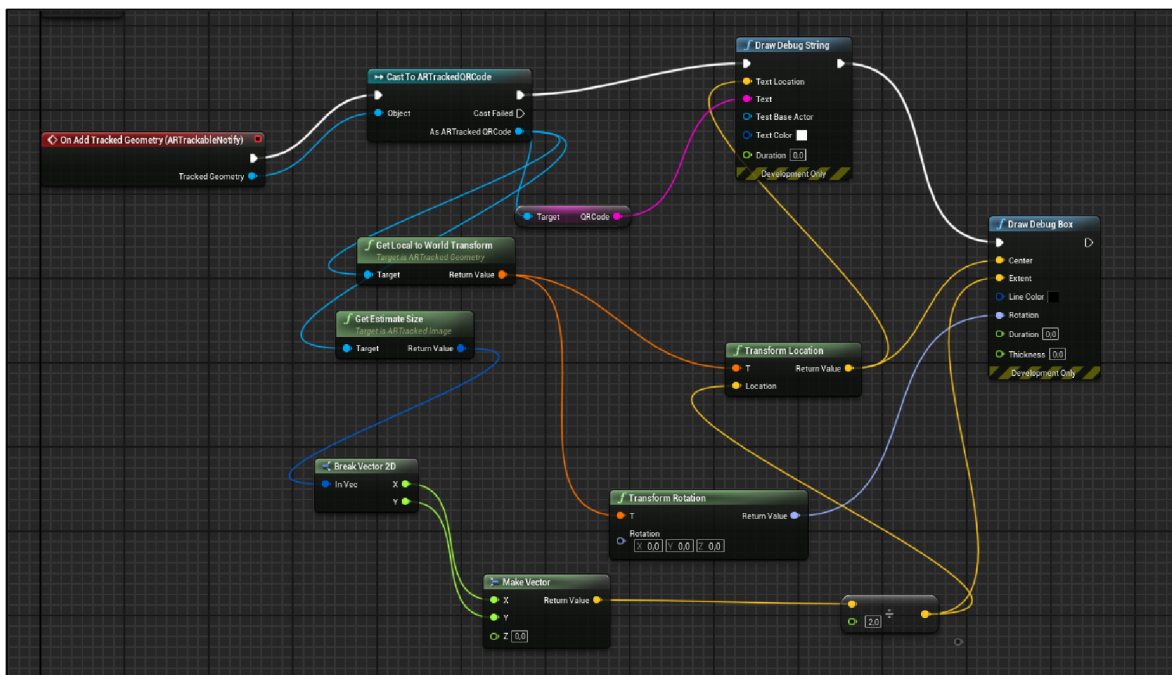 On Add Tracked Geometry (ARTrackableNotify)
Tracked Geometry
Cast To ARTrackedQRCode
Object
Cast Failed
As ARTracked QRCode
Target QRCode
Draw Debug String
Text Location
Text
Test Base Actor
Text Color
Duration 0,0
Development Only
Get Local to World Transform
Target is ARTracked Geometry
Target Return Value
Get Estimate Size
Target is ARTracked Image
Target Return Value
Draw Debug Box
Center
Extent
Line Color
Rotation
Duration 0,0
Thickness 0,0
Development Only
Transform Location
T Return Value
Location
Break Vector 2D
In Vec X
Y
Transform Rotation
T Return Value
Rotation
X 0,0 Y 0,0 Z 0,0
Make Vector
X Return Value
Y
Z 0,0
÷
2,0